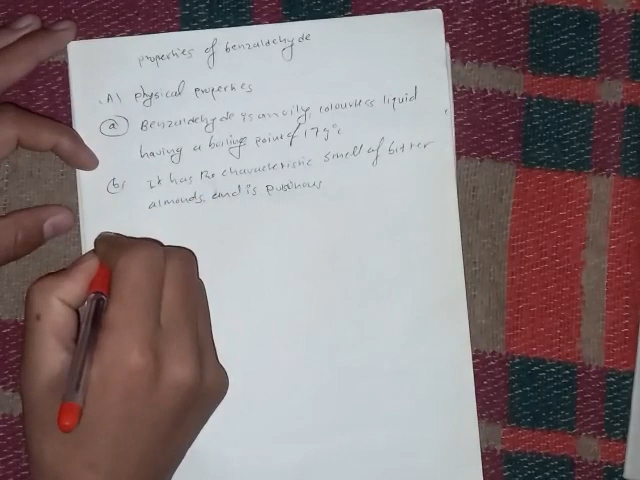 properties of benzaldehyde
A) physical properties
(a) Benzaldehyde is an oily, colourless liquid
having a boiling point of 179°c
(b) It has the characteristic smell of bitter
almonds, and is